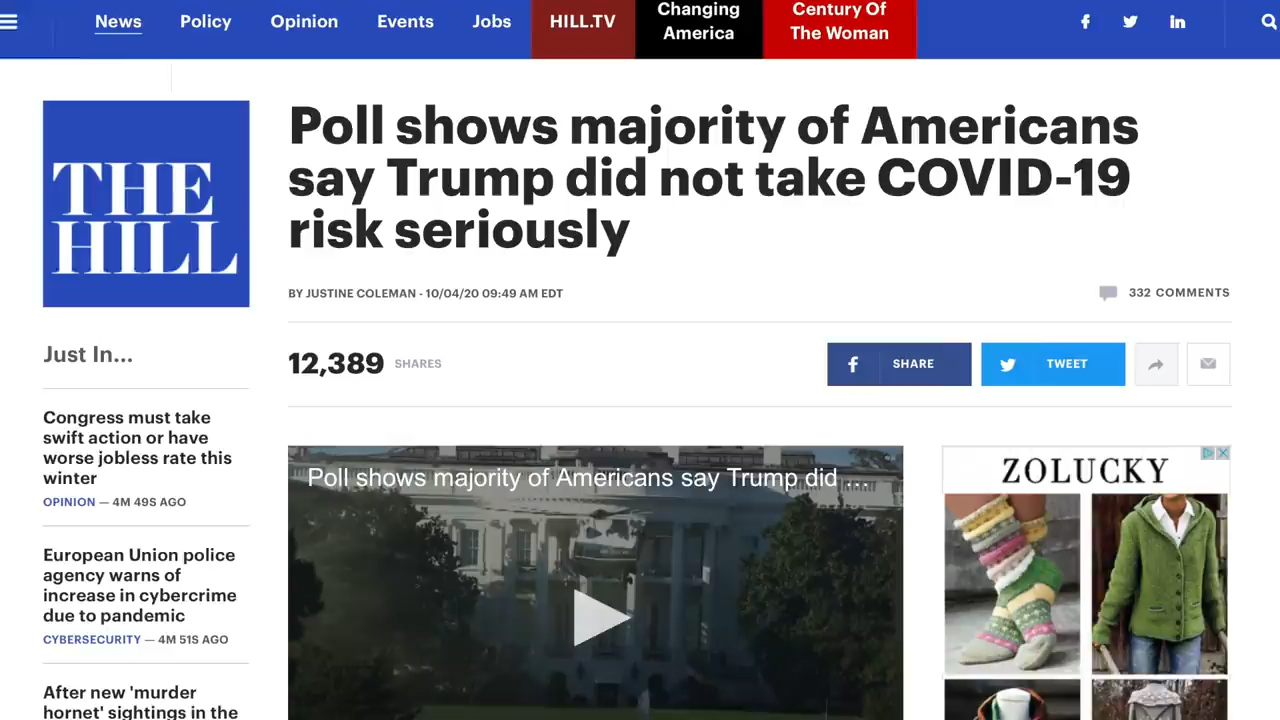 News
Policy
Opinion
Events
Jobs
HILL.TV
Changing
America
Century Of
The Woman
THE
HILL
Poll shows majority of Americans
say Trump did not take COVID-19
risk seriously
BY JUSTINE COLEMAN - 10/04/20 09:49 AM EDT
332 COMMENTS
12,389 SHARES
SHARE
TWEET
Just In...
Congress must take
swift action or have
worse jobless rate this
winter
OPINION — 4M 49S AGO
European Union police
agency warns of
increase in cybercrime
due to pandemic
CYBERSECURITY — 4M 51S AGO
After new 'murder
hornet' sightings in the
Poll shows majority of Americans say Trump did ...
ZOLUCKY